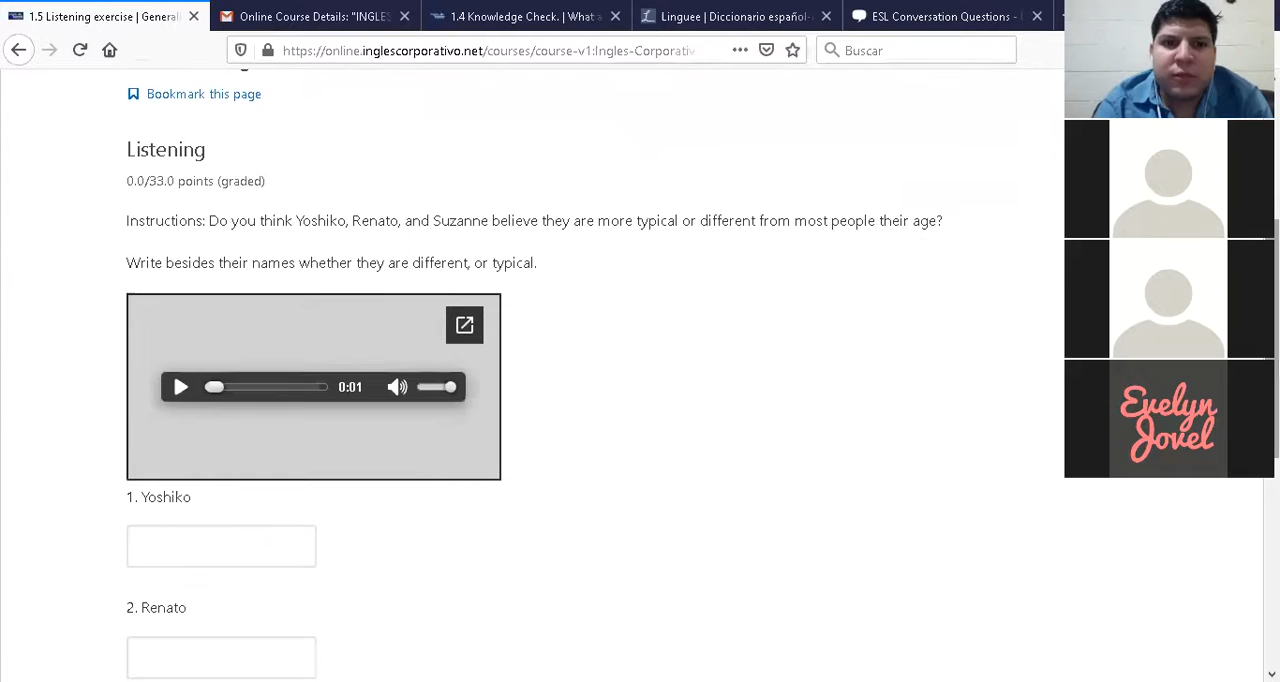 1.5 Listening exercise | General
Online Course Details: "INGLES
1.4 Knowledge Check. | What a
Linguee | Diccionario español-
ESL Conversation Questions -
https://online.inglescorporativo.net/courses/course-v1:Ingles-Corporativ
Buscar
Bookmark this page
Listening
0.0/33.0 points (graded)
Instructions: Do you think Yoshiko, Renato, and Suzanne believe they are more typical or different from most people their age?
Write besides their names whether they are different, or typical.
0:01
1. Yoshiko
2. Renato
Evelyn
Jovel